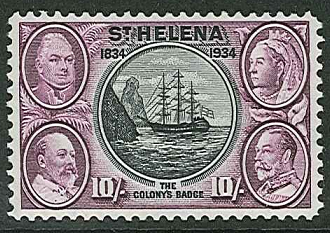 ST HELENA
1834 1934
10/- THE 10/-
COLONY'S BADGE